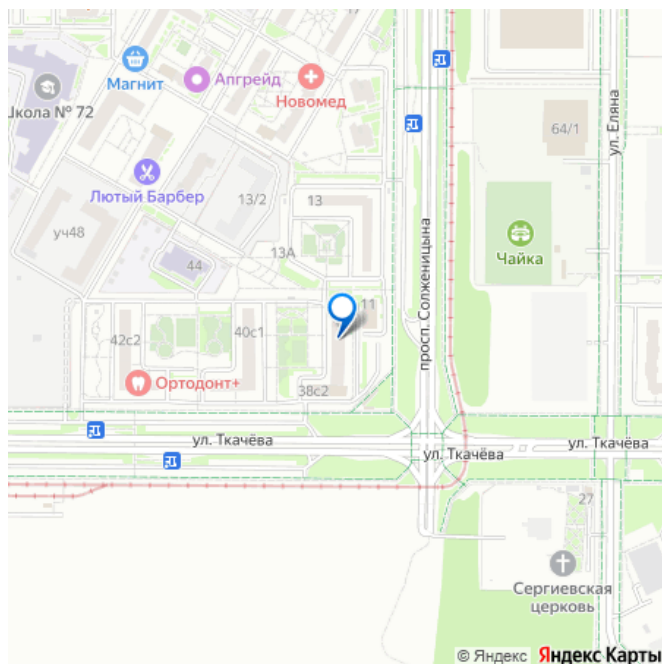 Магнит
Апгрейд
Новомед
Школа № 72
64/1
ул. Еляна
Лютый Барбер
13/2
13
уч48
13А
просп. Солженицына
Чайка
44
11
42с2
40с1
Ортодонт+
38с2
ул. Ткачёва
ул. Ткачёва
ул. Ткачёва
27
Сергиевская
церковь
© Яндекс Яндекс Карты